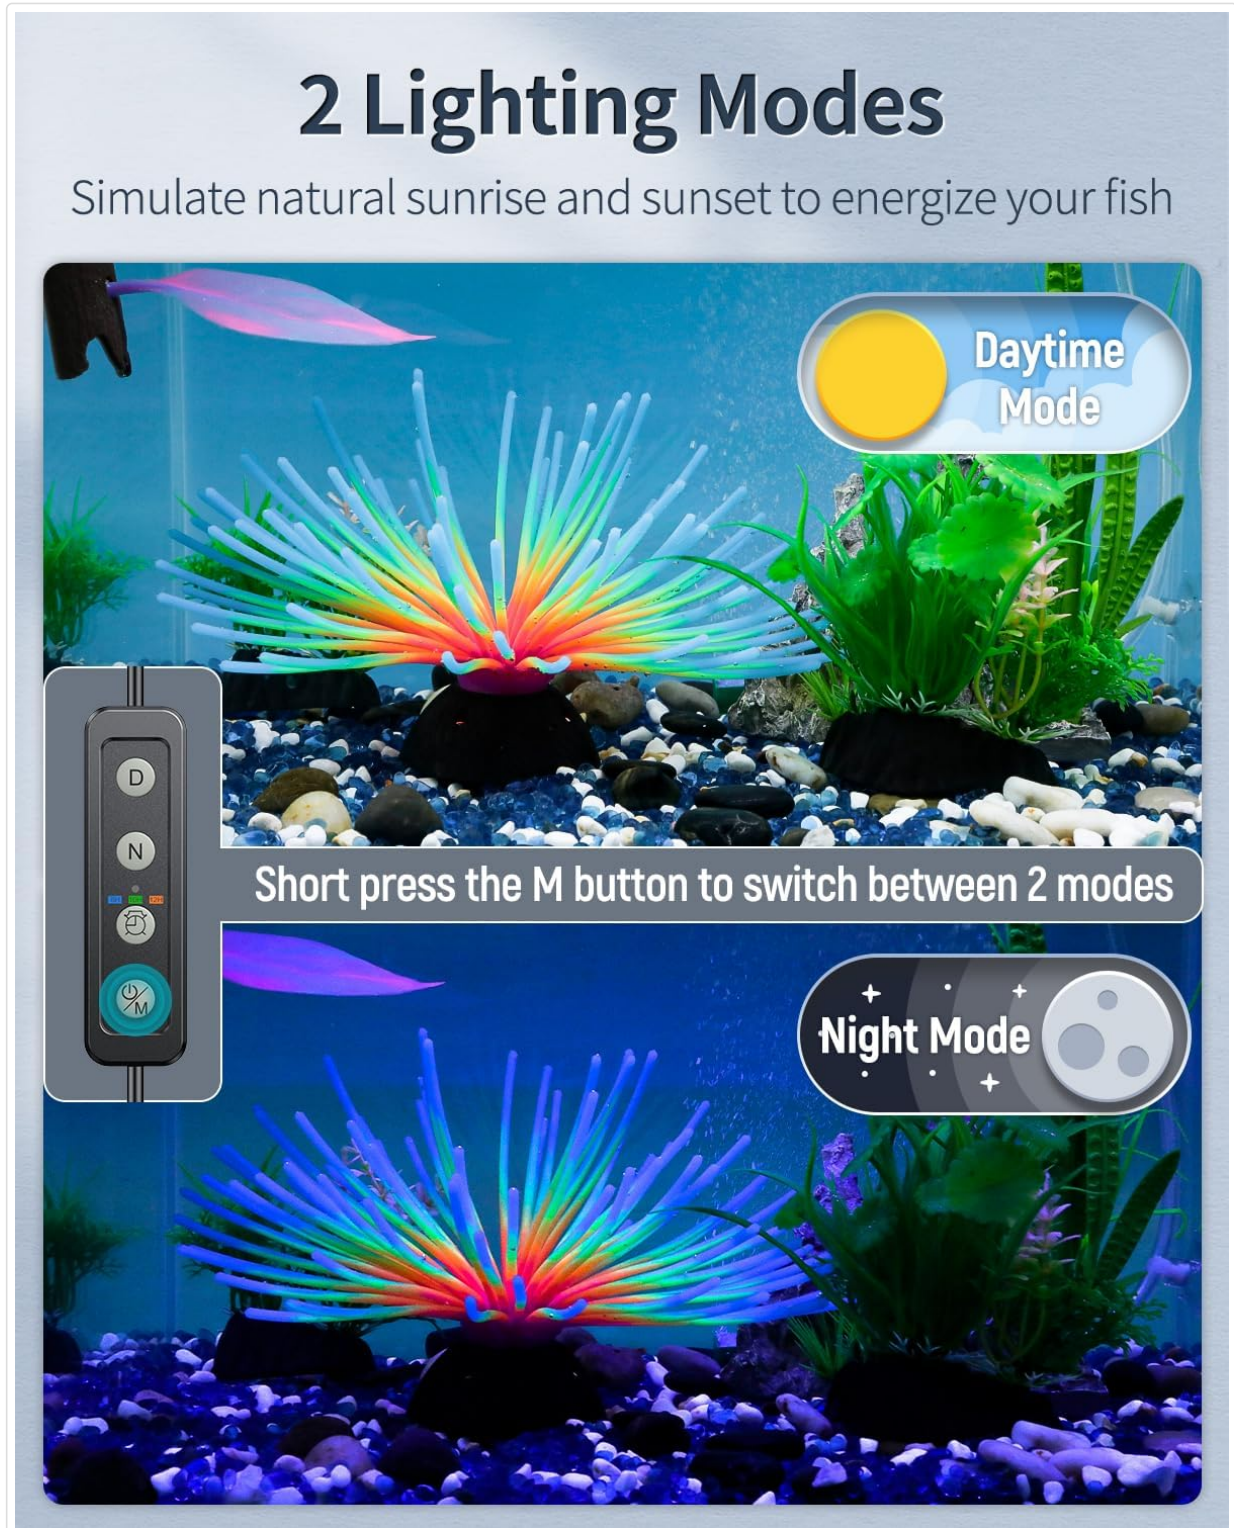 2 Lighting Modes
Simulate natural sunrise and sunset to energize your fish
Daytime
Mode
D
N
Short press the M button to switch between 2 modes
M
Night Mode